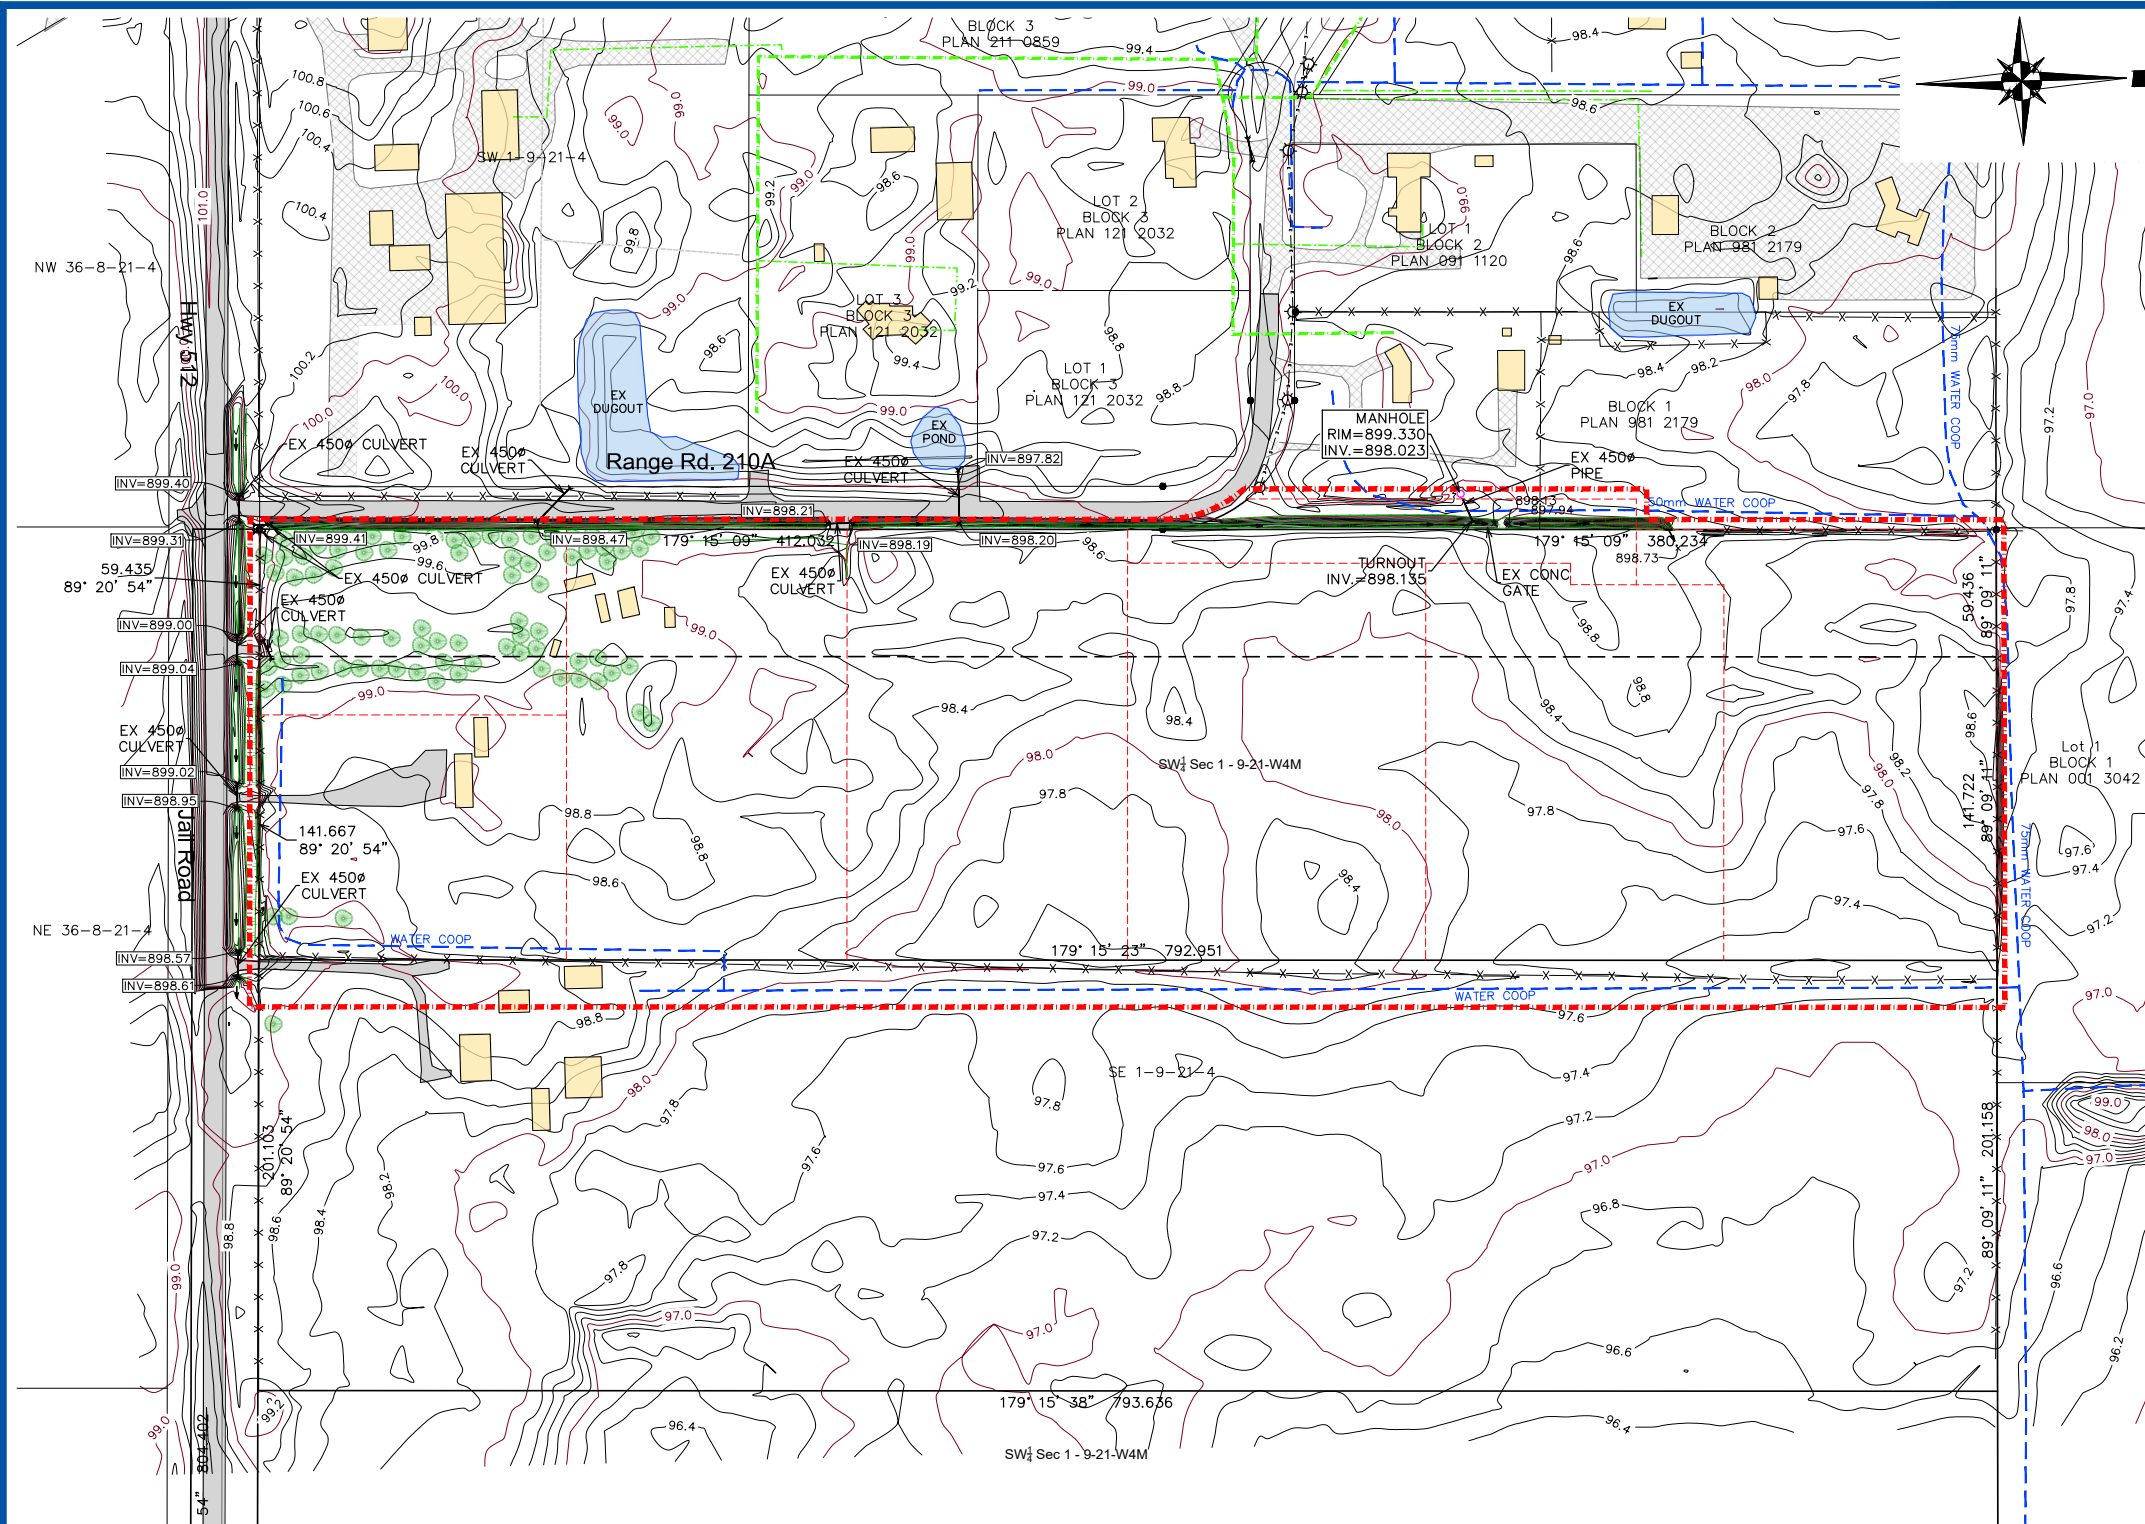 BLOCK 3
PLAN 211 0859
99.4
98.4
100.8
100.6
100.4
99.0
99.0
99.0
98.6
SW 1-9-21-4
99.2
99.0
98.6
100.4
99.8
99.0
LOT 2
BLOCK 3
PLAN 121 2032
99.0
LOT 1
BLOCK 2
PLAN 091 1120
98.6
BLOCK 2
PLAN 981 2179
NW 36-8-21-4
101.0
Hwy 512
99.0
99.2
99.0
LOT 3
BLOCK 3
PLAN 121 2032
98.6
99.4
98.8
EX
DUGOUT
75mm WATER COOP
97.2
97.0
100.2
100.0
100.0
EX
DUGOUT
LOT 1
BLOCK 3
PLAN 121 2032
98.8
99.0
98.4
98.2
98.0
97.8
BLOCK 1
PLAN 981 2179
EX 450ø CULVERT
EX 450ø
CULVERT
Range Rd. 210A
EX
POND
EX 450ø
CULVERT
INV=897.82
MANHOLE
RIM=899.330
INV.=898.023
EX 450ø
PIPE
INV=899.40
INV=898.21
898.13
897.94
50mm WATER COOP
INV=899.31
INV=899.41
INV=898.47
179° 15' 09" 412.032
INV=898.19
INV=898.20
98.6
179° 15' 09" 380.234
898.73
99.8
99.6
59.435
89° 20' 54"
EX 450ø CULVERT
EX 450ø
CULVERT
TURNOUT
INV.=898.135
EX CONC
GATE
59.436
89° 09' 11"
97.8
97.4
EX 450ø
CULVERT
INV=899.00
INV=899.04
99.0
99.0
98.8
98.4
98.4
98.8
98.4
98.6
98.2
98.0
97.8
EX 450ø
CULVERT
INV=899.02
INV=898.95
Jail Road
98.0
SW¼ Sec 1 - 9-21-W4M
97.8
97.8
98.0
97.6
Lot 1
BLOCK 1
PLAN 001 3042
141.722
89° 09' 11"
141.667
89° 20' 54"
98.8
98.8
98.6
98.4
97.4
97.6
97.4
97.2
75mm WATER COOP
EX 450ø
CULVERT
NE 36-8-21-4
WATER COOP
INV=898.57
INV=898.61
179° 15' 23" 792.951
WATER COOP
97.0
98.8
97.6
98.0
97.8
97.8
SE 1-9-21-4
97.4
97.2
97.0
99.0
98.0
97.0
201.103
89° 20' 54"
98.2
97.6
97.6
97.4
97.2
96.8
89° 09' 11" 201.158
98.8
98.6
98.4
99.0
97.8
97.0
97.0
97.2
96.6
96.6
96.2
99.2
99.0
179° 15' 38" 793.636
96.4
96.4
SW¼ Sec 1 - 9-21-W4M
54" 804.402